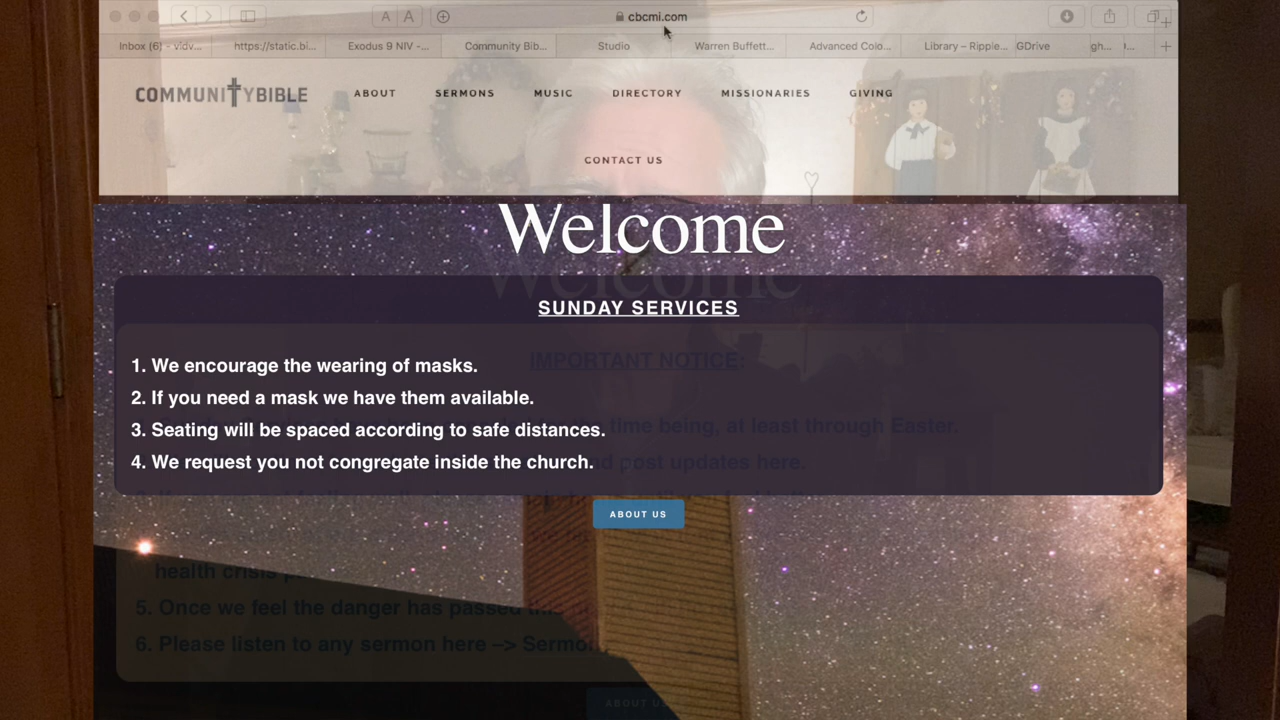 A A
cbcmi.com
Inbox (6) – vidv... https://static.bl... Exodus 9 NIV -... Community Bib... Studio Warren Buffett... Advanced Colo... Library – Ripple... GDrive
COMMUNITYBIBLE ABOUT SERMONS MUSIC DIRECTORY MISSIONARIES GIVING
CONTACT US
Welcome
Welcome
SUNDAY SERVICES
1. We encourage the wearing of masks.
IMPORTANT NOTICE:
2. If you need a mask we have them available.
time being, at least through Easter.
3. Seating will be spaced according to safe distances.
4. We request you not congregate inside the church.
post updates here.
ABOUT US
health crisis
5. Once we feel the danger has passed
6. Please listen to any sermon here –>
ABOUT